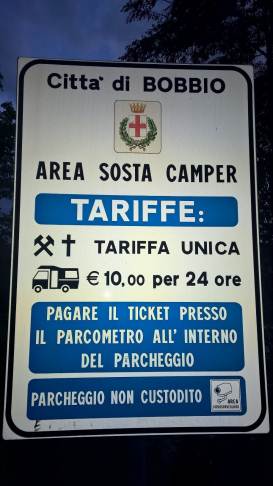 Citta' di BOBBIO
AREA SOSTA CAMPER
TARIFFE:
TARIFFA UNICA
€ 10,00 per 24 ore
PAGARE IL TICKET PRESSO
IL PARCOMETRO ALL' INTERNO
DEL PARCHEGGIO
PARCHEGGIO NON CUSTODITO
AREA